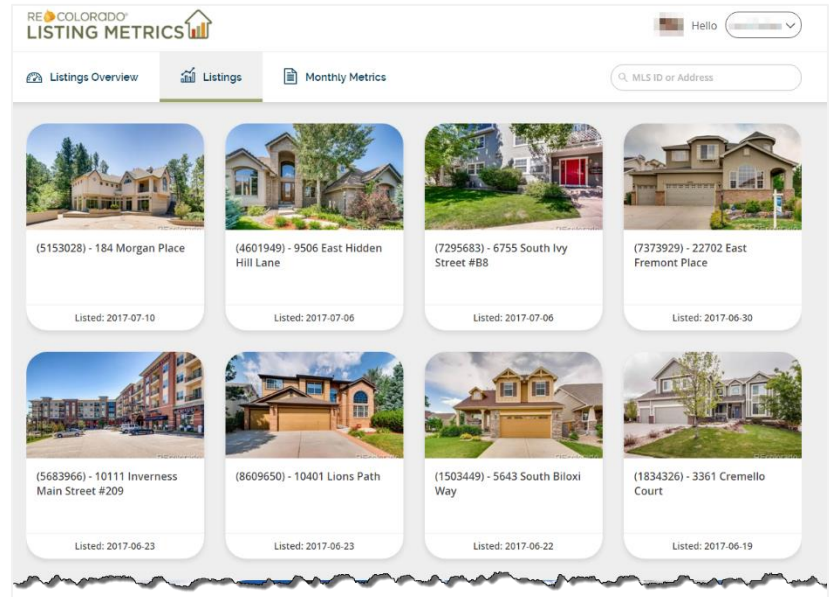 RECOLORADO®
LISTING METRICS
Hello
Listings Overview
Listings
Monthly Metrics
MLS ID or Address
(5153028) - 184 Morgan Place
Listed: 2017-07-10
(4601949) - 9506 East Hidden
Hill Lane
Listed: 2017-07-06
(7295683) - 6755 South Ivy
Street #B8
Listed: 2017-07-06
(7373929) - 22702 East
Fremont Place
Listed: 2017-06-30
(5683966) - 10111 Inverness
Main Street #209
Listed: 2017-06-23
(8609650) - 10401 Lions Path
Listed: 2017-06-23
(1503449) - 5643 South Biloxi
Way
Listed: 2017-06-22
(1834326) - 3361 Cremello
Court
Listed: 2017-06-19